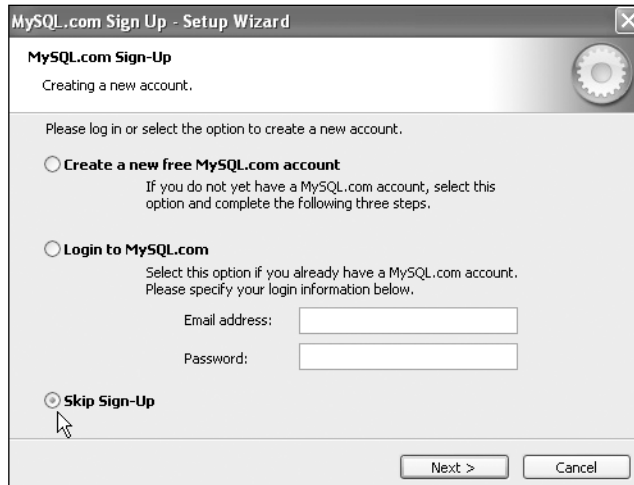 MySQL.com Sign Up - Setup Wizard
MySQL.com Sign-Up
Creating a new account.
Please log in or select the option to create a new account.
Create a new free MySQL.com account
If you do not yet have a MySQL.com account, select this
option and complete the following three steps.
Login to MySQL.com
Select this option if you already have a MySQL.com account.
Please specify your login information below.
Email address:
Password:
Skip Sign-Up
Next >
Cancel